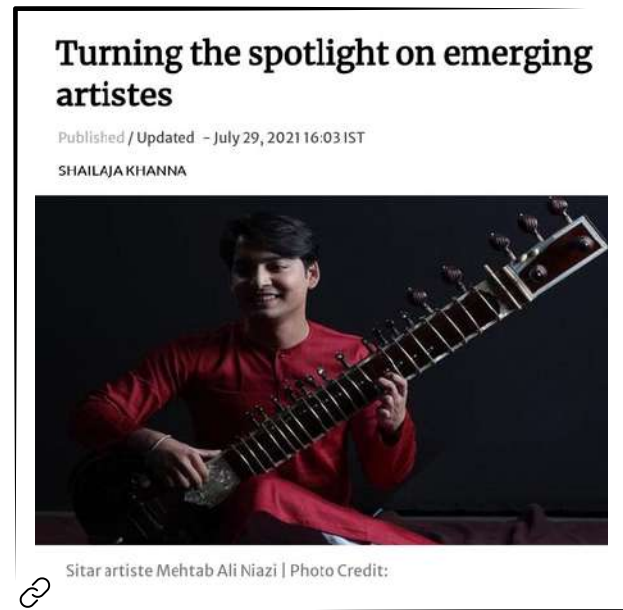 Turning the spotlight on emerging
artistes
Published / Updated - July 29, 2021 16:03 IST
SHAILAJA KHANNA
Sitar artiste Mehtab Ali Niazi | Photo Credit: